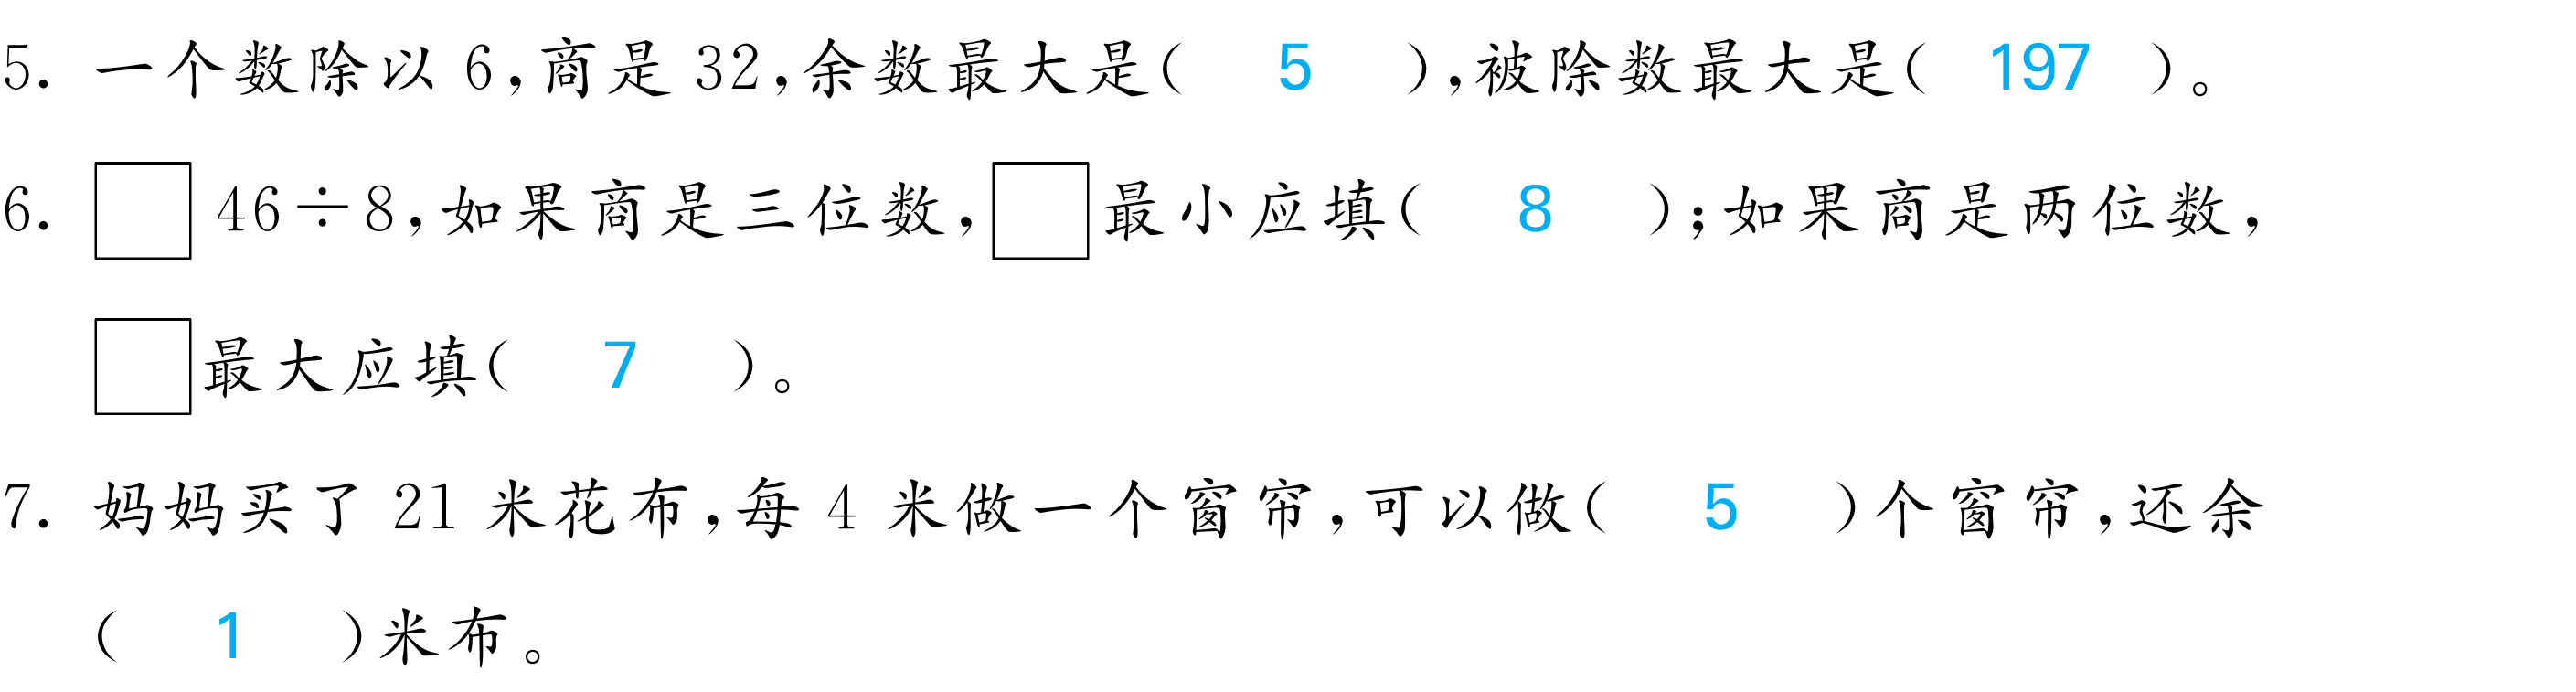 5. 一个数除以 6,商是 32,余数最大是( 5 ),被除数最大是( 197 )。
6. □46÷8,如果商是三位数,□最小应填( 8 );如果商是两位数,
□最大应填( 7 )。
7. 妈妈买了 21 米花布,每 4 米做一个窗帘,可以做( 5 )个窗帘,还余
( 1 )米布。